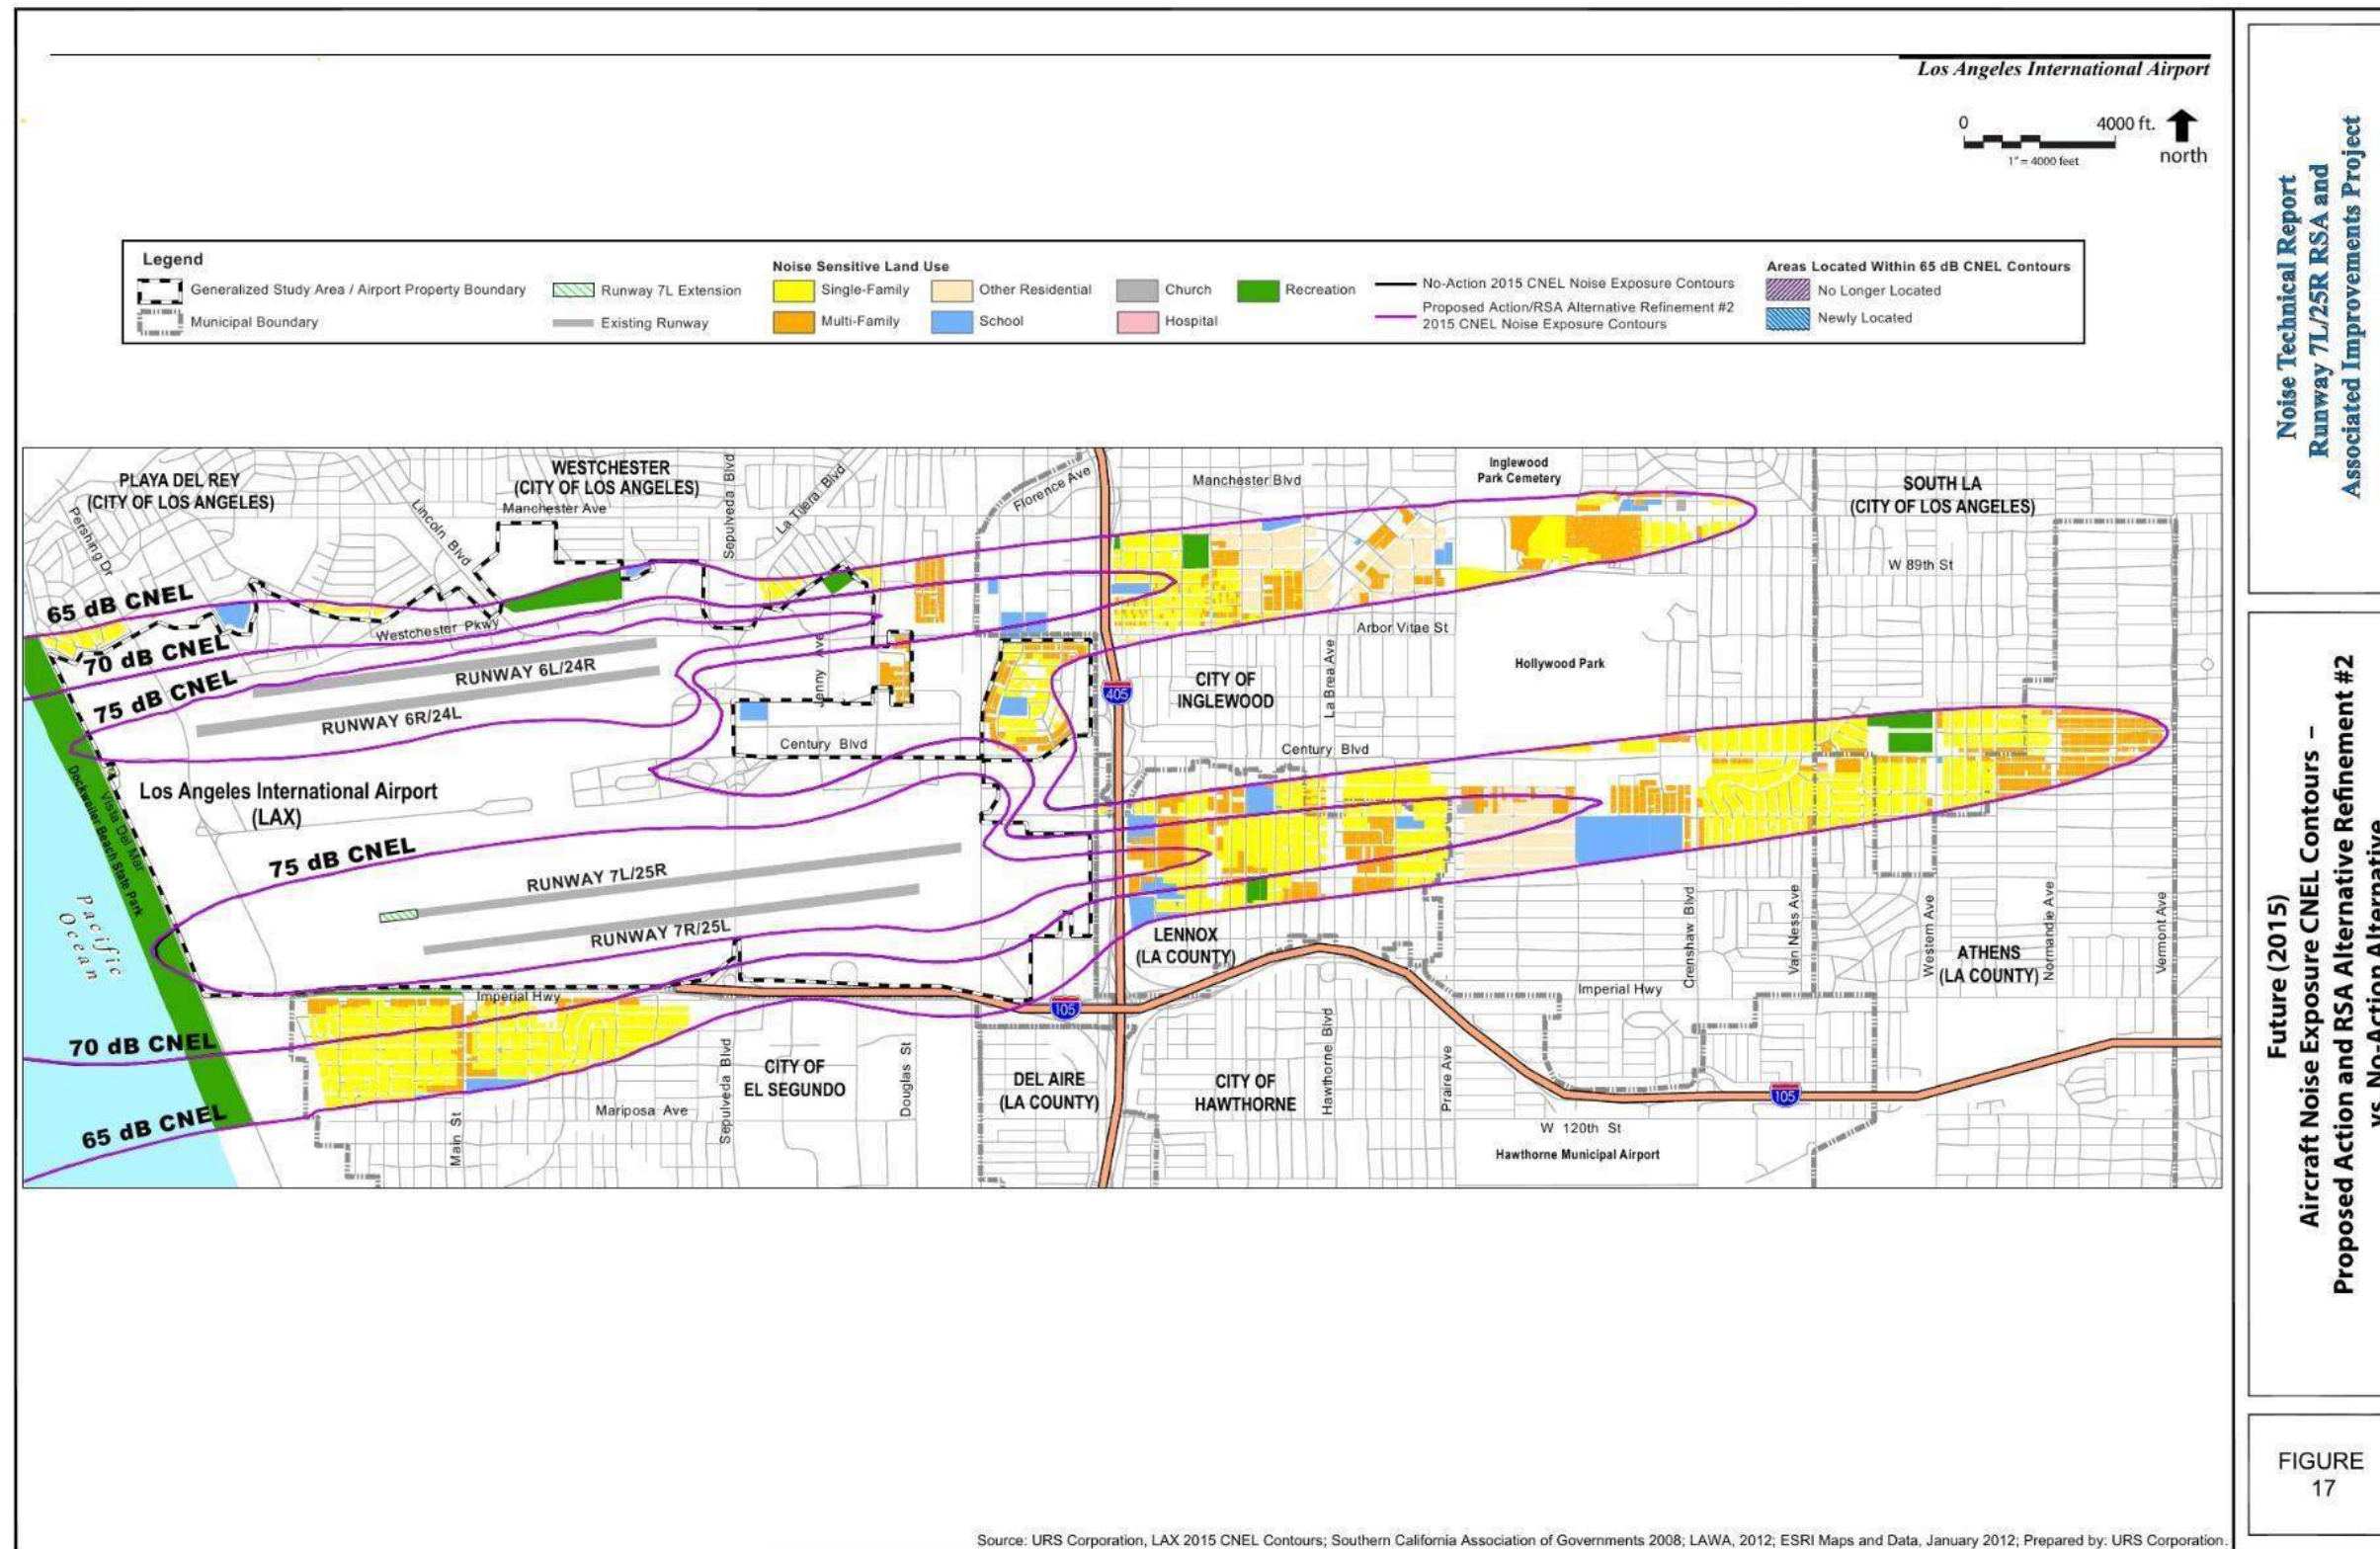 Los Angeles International Airport
0
4000 ft.
1" = 4000 feet
north
Legend
Generalized Study Area / Airport Property Boundary
Municipal Boundary
Runway 7L Extension
Existing Runway
Noise Sensitive Land Use
Single-Family
Multi-Family
Other Residential
School
Church
Hospital
Recreation
No-Action 2015 CNEL Noise Exposure Contours
Proposed Action/RSA Alternative Refinement #2
2015 CNEL Noise Exposure Contours
Areas Located Within 65 dB CNEL Contours
No Longer Located
Newly Located
PLAYA DEL REY
(CITY OF LOS ANGELES)
Pershing Dr
Lincoln Blvd
WESTCHESTER
(CITY OF LOS ANGELES)
Manchester Ave
Sepulveda Blvd
La Tijera Blvd
Florence Ave
Manchester Blvd
Inglewood
Park Cemetery
SOUTH LA
(CITY OF LOS ANGELES)
W 89th St
65 dB CNEL
70 dB CNEL
75 dB CNEL
Westchester Pkwy
RUNWAY 6L/24R
RUNWAY 6R/24L
Jenny Ave
Century Blvd
405
CITY OF
INGLEWOOD
La Brea Ave
Arbor Vitae St
Hollywood Park
Century Blvd
Los Angeles International Airport
(LAX)
Vista Del Mar
Dockweiler Beach State Park
Pacific
Ocean
75 dB CNEL
RUNWAY 7L/25R
RUNWAY 7R/25L
LENNOX
(LA COUNTY)
Crenshaw Blvd
Van Ness Ave
Western Ave
ATHENS
(LA COUNTY)
Normandie Ave
Vermont Ave
Imperial Hwy
Imperial Hwy
105
70 dB CNEL
65 dB CNEL
Main St
Mariposa Ave
Sepulveda Blvd
CITY OF
EL SEGUNDO
Douglas St
DEL AIRE
(LA COUNTY)
CITY OF
HAWTHORNE
Hawthorne Blvd
Prairie Ave
105
W 120th St
Hawthorne Municipal Airport
Noise Technical Report
Runway 7L/25R RSA and
Associated Improvements Project
Future (2015)
Aircraft Noise Exposure CNEL Contours –
Proposed Action and RSA Alternative Refinement #2
vs. No-Action Alternative
FIGURE
17
Source: URS Corporation, LAX 2015 CNEL Contours; Southern California Association of Governments 2008; LAWA, 2012; ESRI Maps and Data, January 2012; Prepared by: URS Corporation.